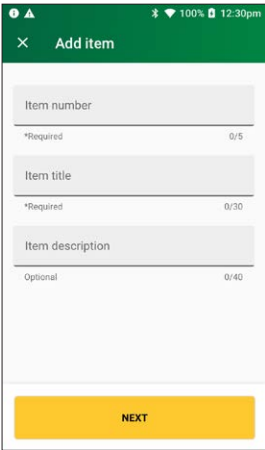 100% 12:30pm
× Add item
Item number
*Required 0/5
Item title
*Required 0/30
Item description
Optional 0/40
NEXT